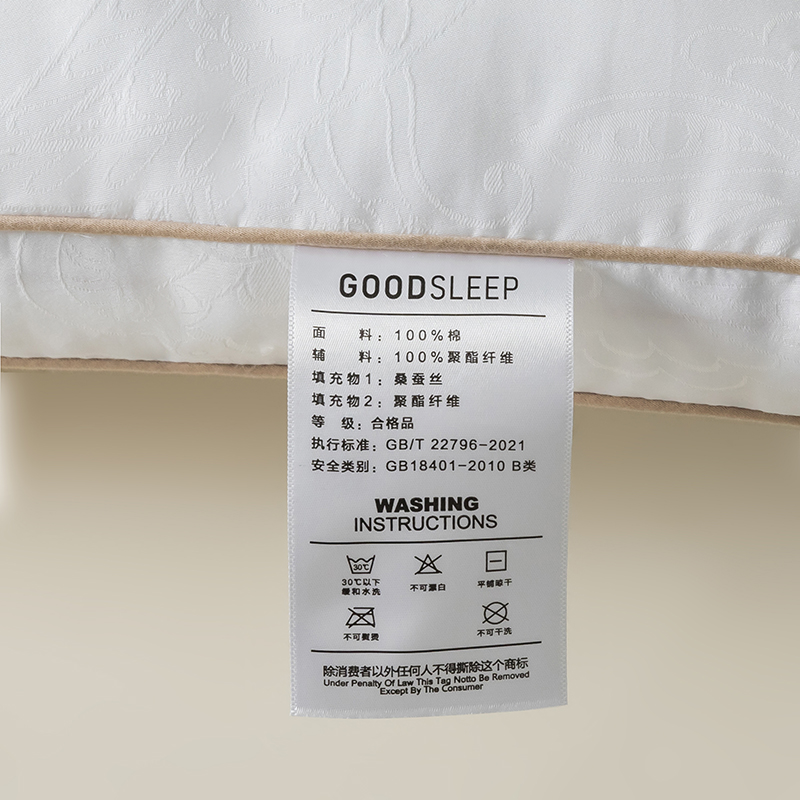 GOODSLEEP
面 料：100%棉
辅 料：100%聚酯纤维
填充物1：桑蚕丝
填充物2：聚酯纤维
等 级：合格品
执行标准：GB/T 22796-2021
安全类别：GB18401-2010 B类
WASHING
INSTRUCTIONS
30℃
30℃以下
缓和水洗
不可漂白
平铺晾干
不可熨烫
不可干洗
除消费者以外任何人不得撕除这个商标
Under Penalty Of Law This Tag Notto Be Removed
Except By The Consumer